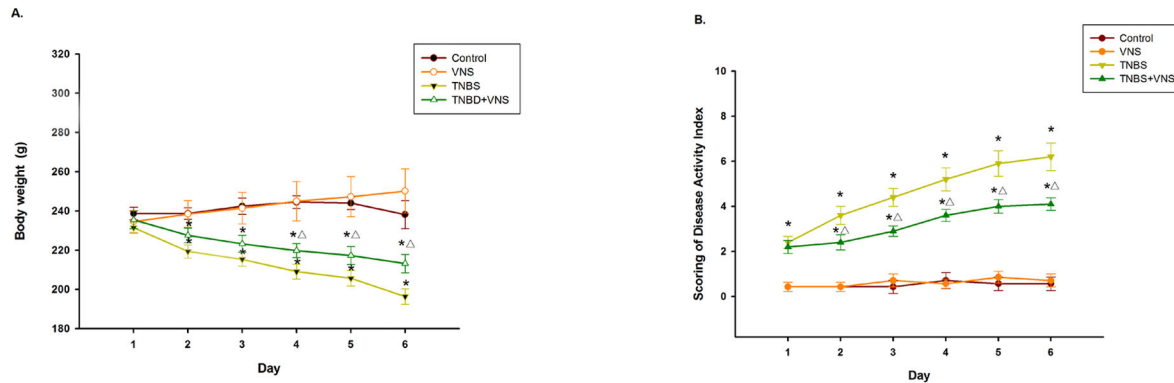 A.
Control
VNS
TNBS
TNBD+VNS
320
300
280
260
240
220
200
180
Body weight (g)
* * * * *△ * *△ * *△ *
1 2 3 4 5 6
Day
B.
Control
VNS
TNBS
TNBS+VNS
10
8
6
4
2
0
Scoring of Disease Activity Index
* * *△ * *△ * *△ * *△ * *△
1 2 3 4 5 6
Day